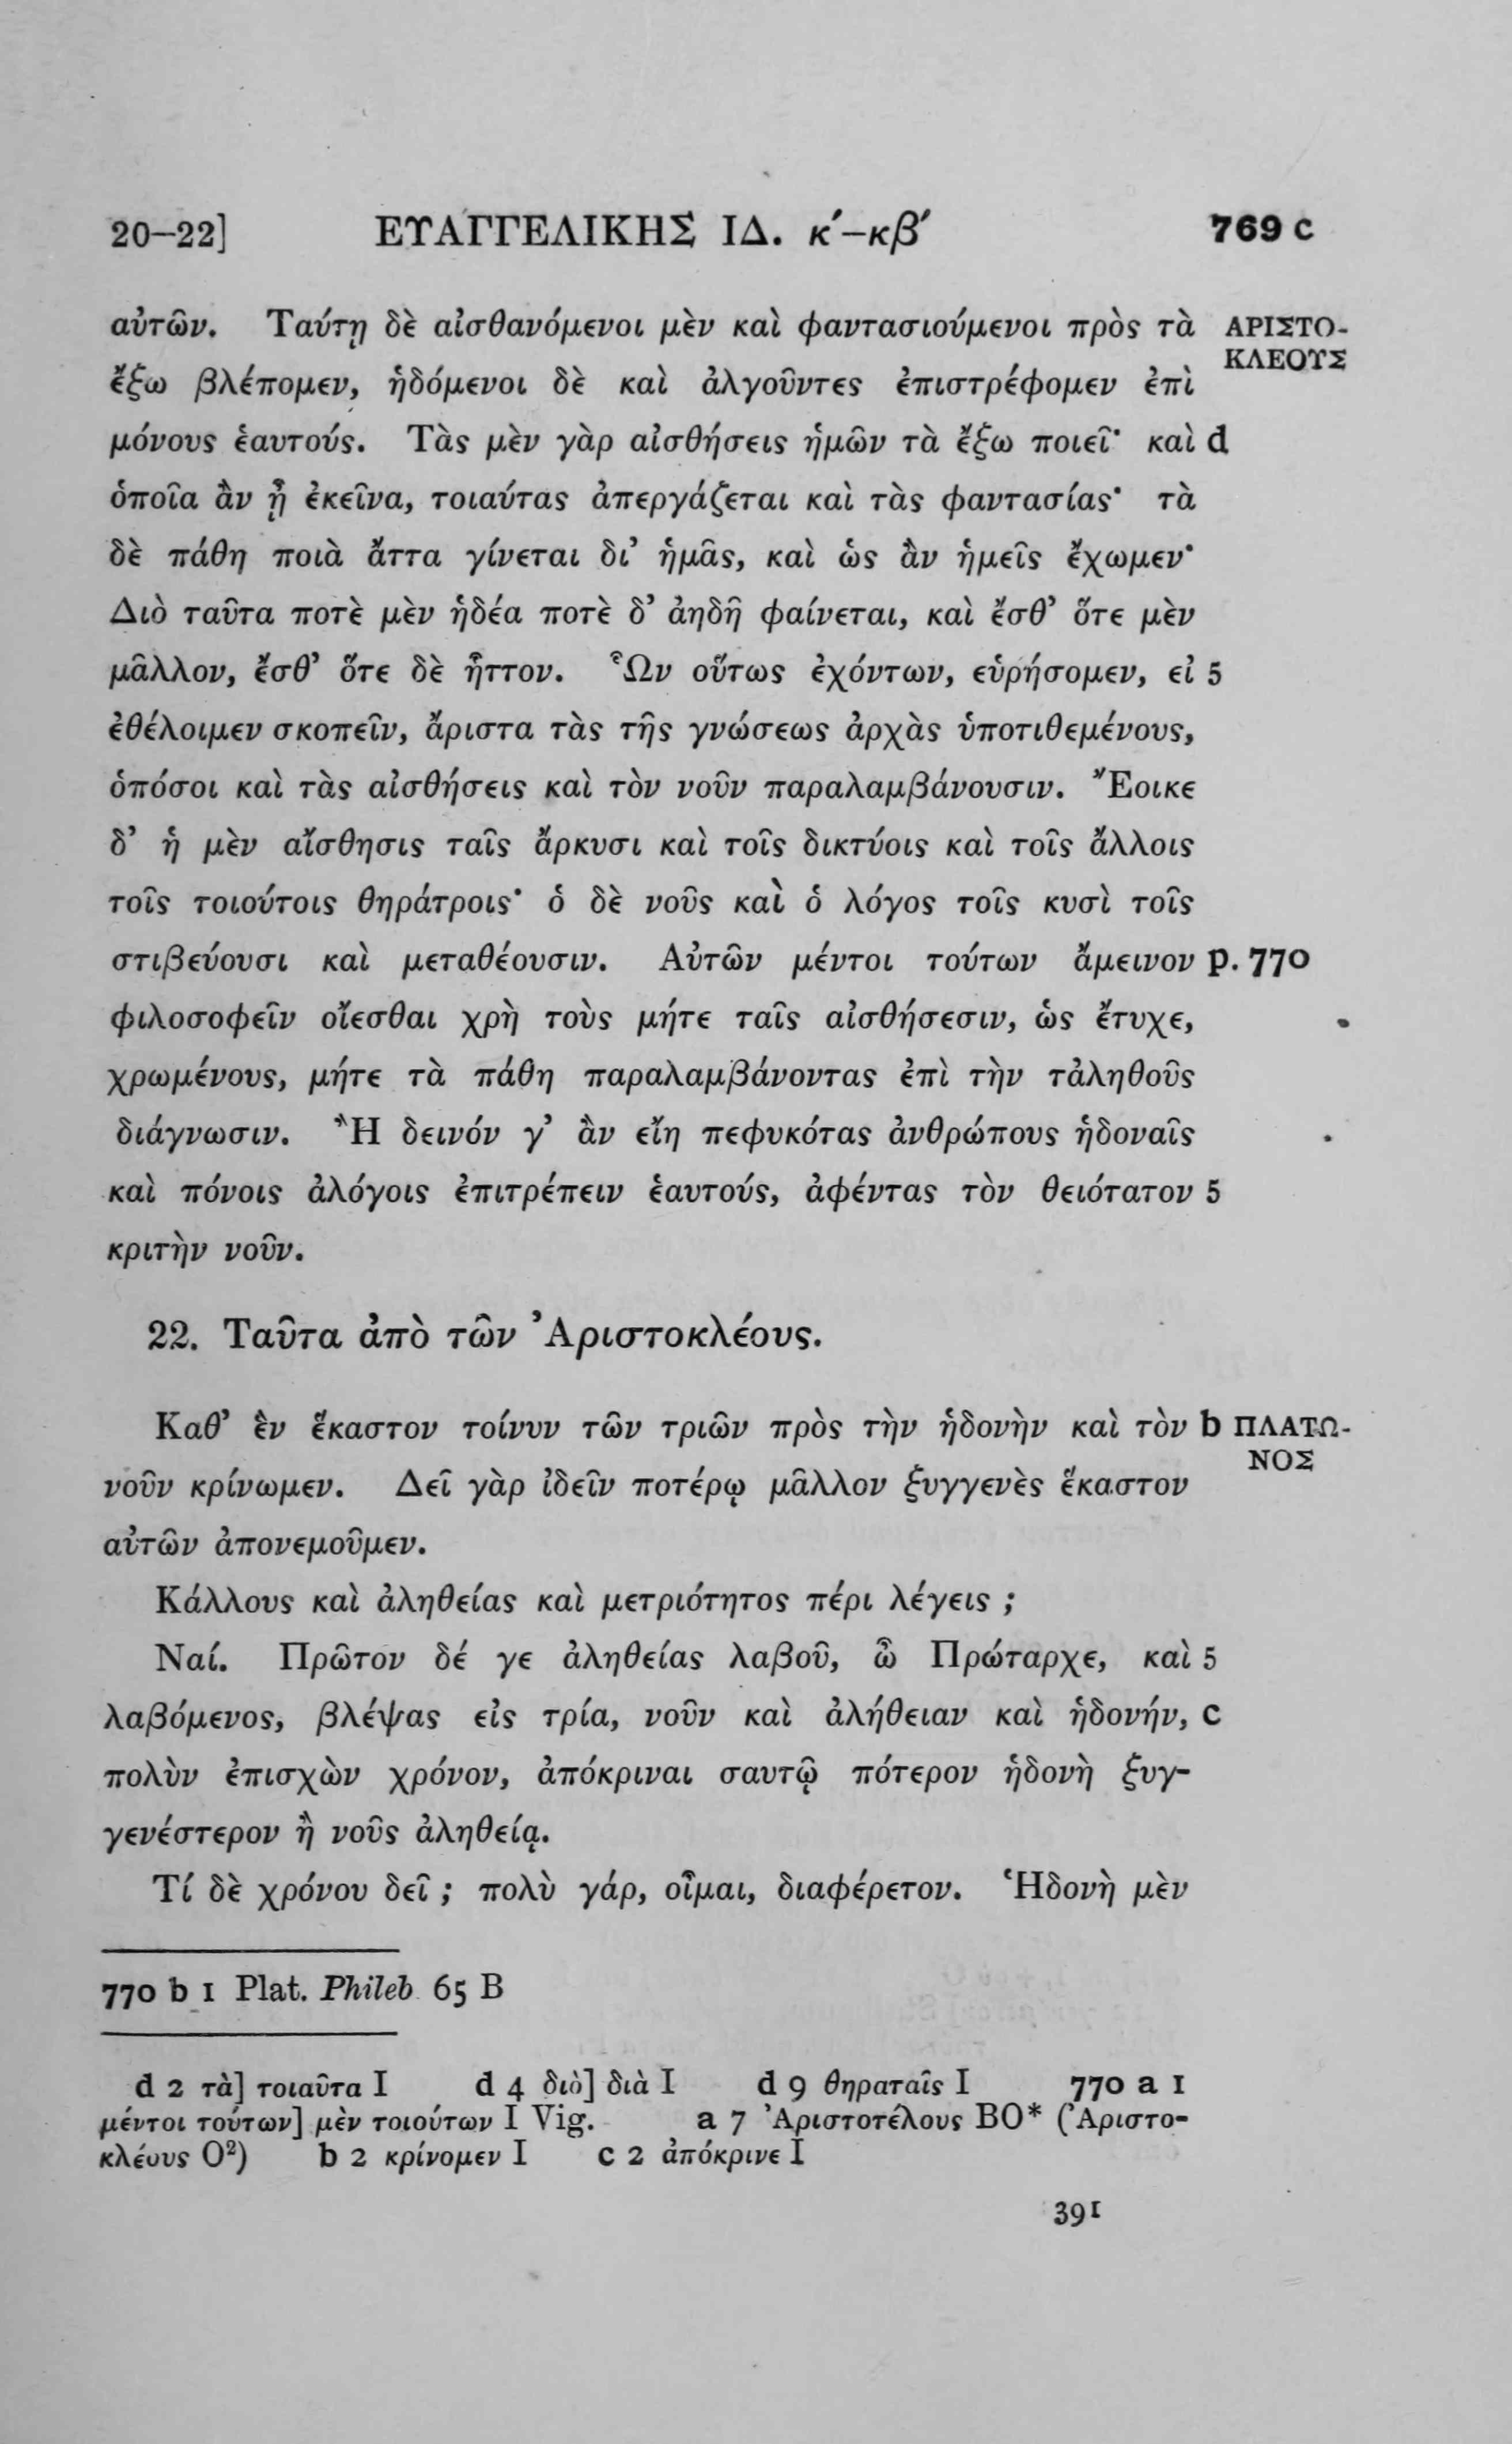 20–22] ΕΥΑΓΓΕΛΙΚΗΣ ΙΔ. κ´–κβ´ 769 c
αὐτῶν. Ταύτῃ δὲ αἰσθανόμενοι μὲν καὶ φαντασιούμενοι πρὸς τὰ ΑΡΙΣΤΟ-
ΚΛΕΟΥΣ
ἔξω βλέπομεν, ἡδόμενοι δὲ καὶ ἀλγοῦντες ἐπιστρέφομεν ἐπὶ
μόνους ἑαυτούς. Τὰς μὲν γὰρ αἰσθήσεις ἡμῶν τὰ ἔξω ποιεῖ· καὶ d
ὁποῖα ἂν ᾖ ἐκεῖνα, τοιαύτας ἀπεργάζεται καὶ τὰς φαντασίας· τὰ
δὲ πάθη ποιὰ ἄττα γίνεται δι’ ἡμᾶς, καὶ ὡς ἂν ἡμεῖς ἔχωμεν·
Διὸ ταῦτα ποτὲ μὲν ἡδέα ποτὲ δ’ ἀηδῆ φαίνεται, καὶ ἔσθ’ ὅτε μὲν
μᾶλλον, ἔσθ’ ὅτε δὲ ἧττον. Ὧν οὕτως ἐχόντων, εὑρήσομεν, εἰ 5
ἐθέλοιμεν σκοπεῖν, ἄριστα τὰς τῆς γνώσεως ἀρχὰς ὑποτιθεμένους,
ὁπόσοι καὶ τὰς αἰσθήσεις καὶ τὸν νοῦν παραλαμβάνουσιν. Ἔοικε
δ’ ἡ μὲν αἴσθησις ταῖς ἄρκυσι καὶ τοῖς δικτύοις καὶ τοῖς ἄλλοις
τοῖς τοιούτοις θηράτροις· ὁ δὲ νοῦς καὶ ὁ λόγος τοῖς κυσὶ τοῖς
στιβεύουσι καὶ μεταθέουσιν. Αὐτῶν μέντοι τούτων ἄμεινον p. 770
φιλοσοφεῖν οἴεσθαι χρὴ τοὺς μήτε ταῖς αἰσθήσεσιν, ὡς ἔτυχε,
χρωμένους, μήτε τὰ πάθη παραλαμβάνοντας ἐπὶ τὴν τἀληθοῦς
διάγνωσιν. Ἢ δεινόν γ’ ἂν εἴη πεφυκότας ἀνθρώπους ἡδοναῖς
καὶ πόνοις ἀλόγοις ἐπιτρέπειν ἑαυτούς, ἀφέντας τὸν θειότατον 5
κριτὴν νοῦν.
22. Ταῦτα ἀπὸ τῶν Ἀριστοκλέους.
Καθ’ ἓν ἕκαστον τοίνυν τῶν τριῶν πρὸς τὴν ἡδονὴν καὶ τὸν b ΠΛΑΤΩ-
ΝΟΣ
νοῦν κρίνωμεν. Δεῖ γὰρ ἰδεῖν ποτέρῳ μᾶλλον ξυγγενὲς ἕκαστον
αὐτῶν ἀπονεμοῦμεν.
Κάλλους καὶ ἀληθείας καὶ μετριότητος πέρι λέγεις ;
Ναί. Πρῶτον δέ γε ἀληθείας λαβοῦ, ὦ Πρώταρχε, καὶ 5
λαβόμενος, βλέψας εἰς τρία, νοῦν καὶ ἀλήθειαν καὶ ἡδονήν, c
πολὺν ἐπισχὼν χρόνον, ἀπόκριναι σαυτῷ πότερον ἡδονὴ ξυγ-
γενέστερον ἢ νοῦς ἀληθείᾳ.
Τί δὲ χρόνου δεῖ ; πολὺ γάρ, οἶμαι, διαφέρετον. Ἡδονὴ μὲν
770 b 1 Plat. Phileb. 65 B
d 2 τὰ] τοιαῦτα I d 4 διὸ] διὰ I d 9 θηραταῖς I 770 a 1
μέντοι τούτων] μὲν τοιούτων I Vig. a 7 Ἀριστοτέλους BO* (Ἀριστο-
κλέους O²) b 2 κρίνομεν I c 2 ἀπόκρινε I
391